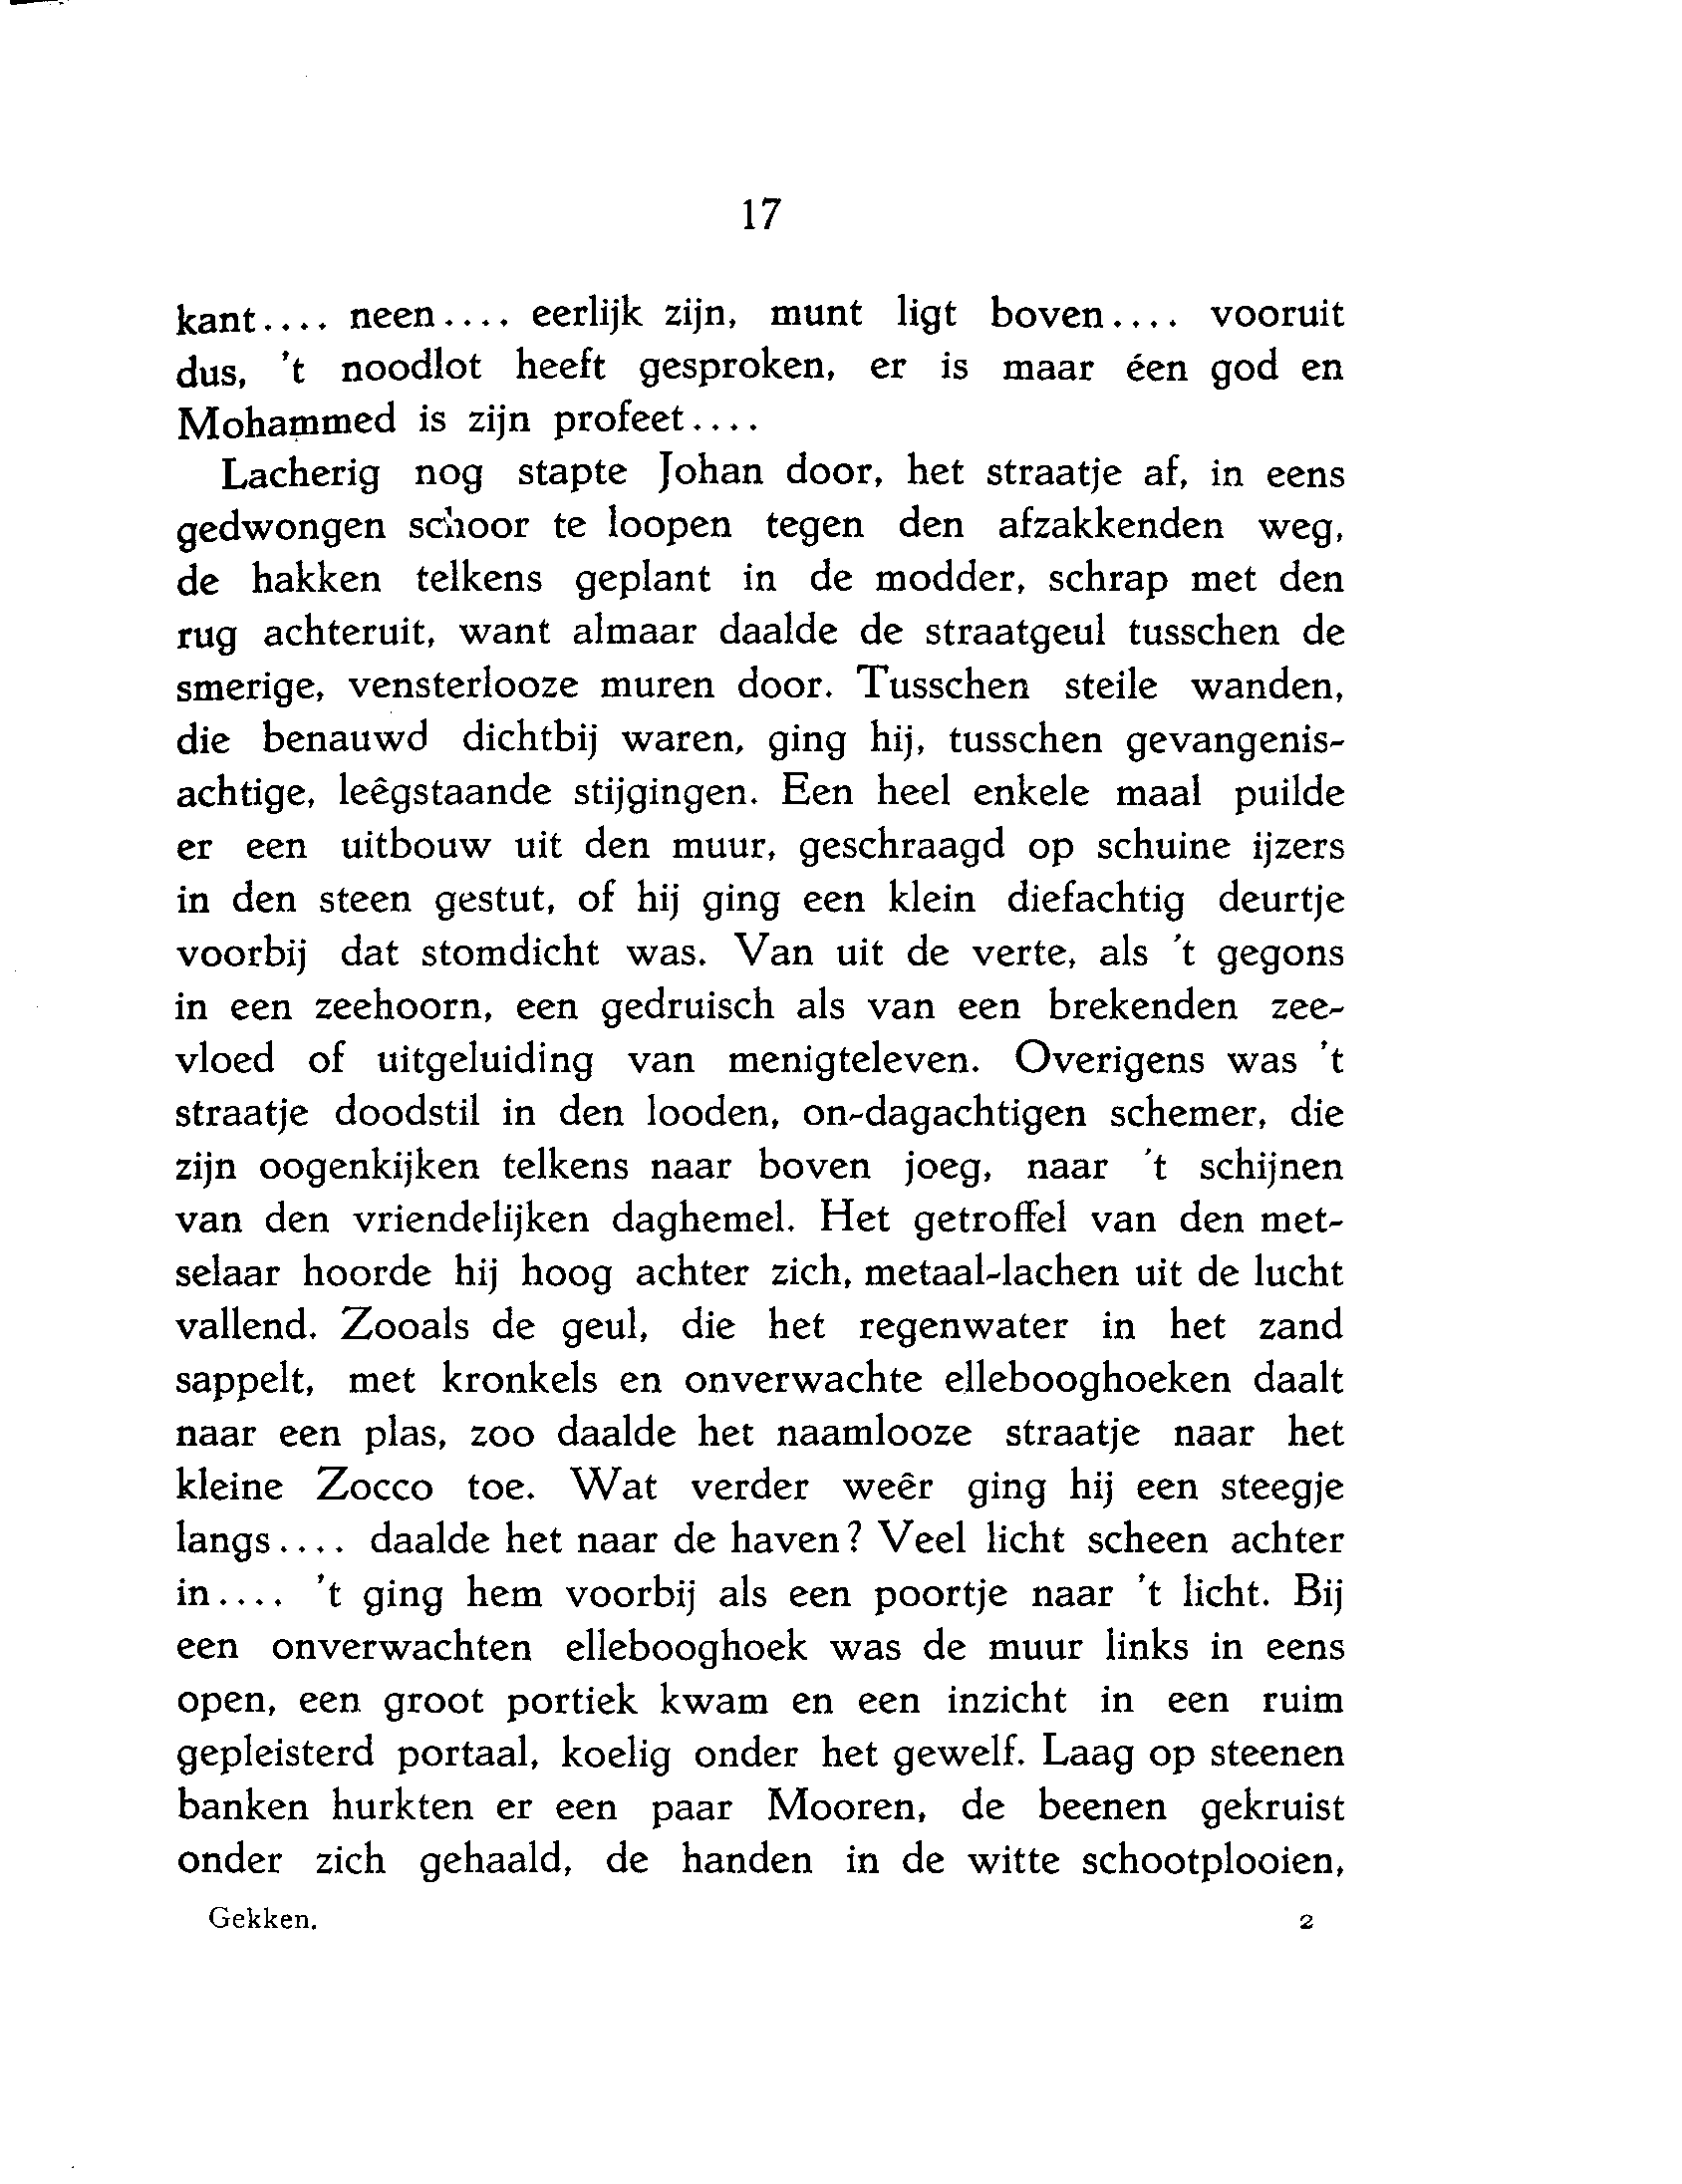 17
kant.... neen.... eerlijk zijn, munt ligt boven.... vooruit
dus, 't noodlot heeft gesproken, er is maar éen god en
Mohammed is zijn profeet....
Lacherig nog stapte Johan door, het straatje af, in eens
gedwongen schoor te loopen tegen den afzakkenden weg,
de hakken telkens geplant in de modder, schrap met den
rug achteruit, want almaar daalde de straatgeul tusschen de
smerige, vensterlooze muren door. Tusschen steile wanden,
die benauwd dichtbij waren, ging hij, tusschen gevangenis-
achtige, leêgstaande stijgingen. Een heel enkele maal puilde
er een uitbouw uit den muur, geschraagd op schuine ijzers
in den steen gestut, of hij ging een klein diefachtig deurtje
voorbij dat stomdicht was. Van uit de verte, als 't gegons
in een zeehoorn, een gedruisch als van een brekenden zee-
vloed of uitgeluiding van menigteleven. Overigens was 't
straatje doodstil in den looden, on-dagachtigen schemer, die
zijn oogenkijken telkens naar boven joeg, naar 't schijnen
van den vriendelijken daghemel. Het getroffel van den met-
selaar hoorde hij hoog achter zich, metaal-lachen uit de lucht
vallend. Zooals de geul, die het regenwater in het zand
sappelt, met kronkels en onverwachte ellebooghoeken daalt
naar een plas, zoo daalde het naamlooze straatje naar het
kleine Zocco toe. Wat verder weêr ging hij een steegje
langs.... daalde het naar de haven? Veel licht scheen achter
in.... 't ging hem voorbij als een poortje naar 't licht. Bij
een onverwachten ellebooghoek was de muur links in eens
open, een groot portiek kwam en een inzicht in een ruim
gepleisterd portaal, koelig onder het gewelf. Laag op steenen
banken hurkten er een paar Mooren, de beenen gekruist
onder zich gehaald, de handen in de witte schootplooien,
Gekken. 2